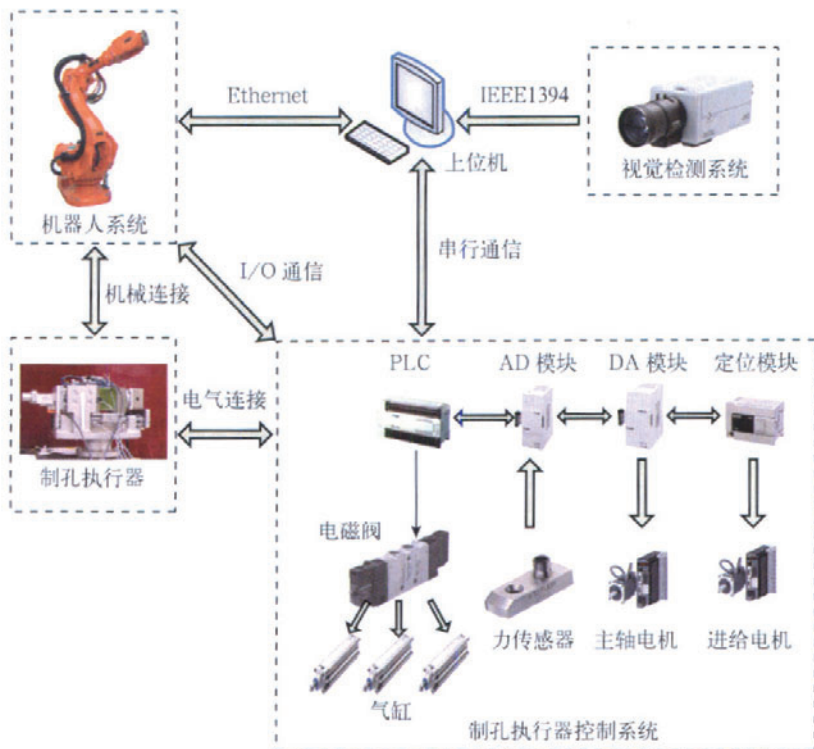 Ethernet
IEEE1394
上位机
视觉检测系统
机器人系统
I/O 通信
串行通信
机械连接
PLC
AD 模块
DA 模块
定位模块
电气连接
制孔执行器
电磁阀
力传感器
主轴电机
进给电机
气缸
制孔执行器控制系统